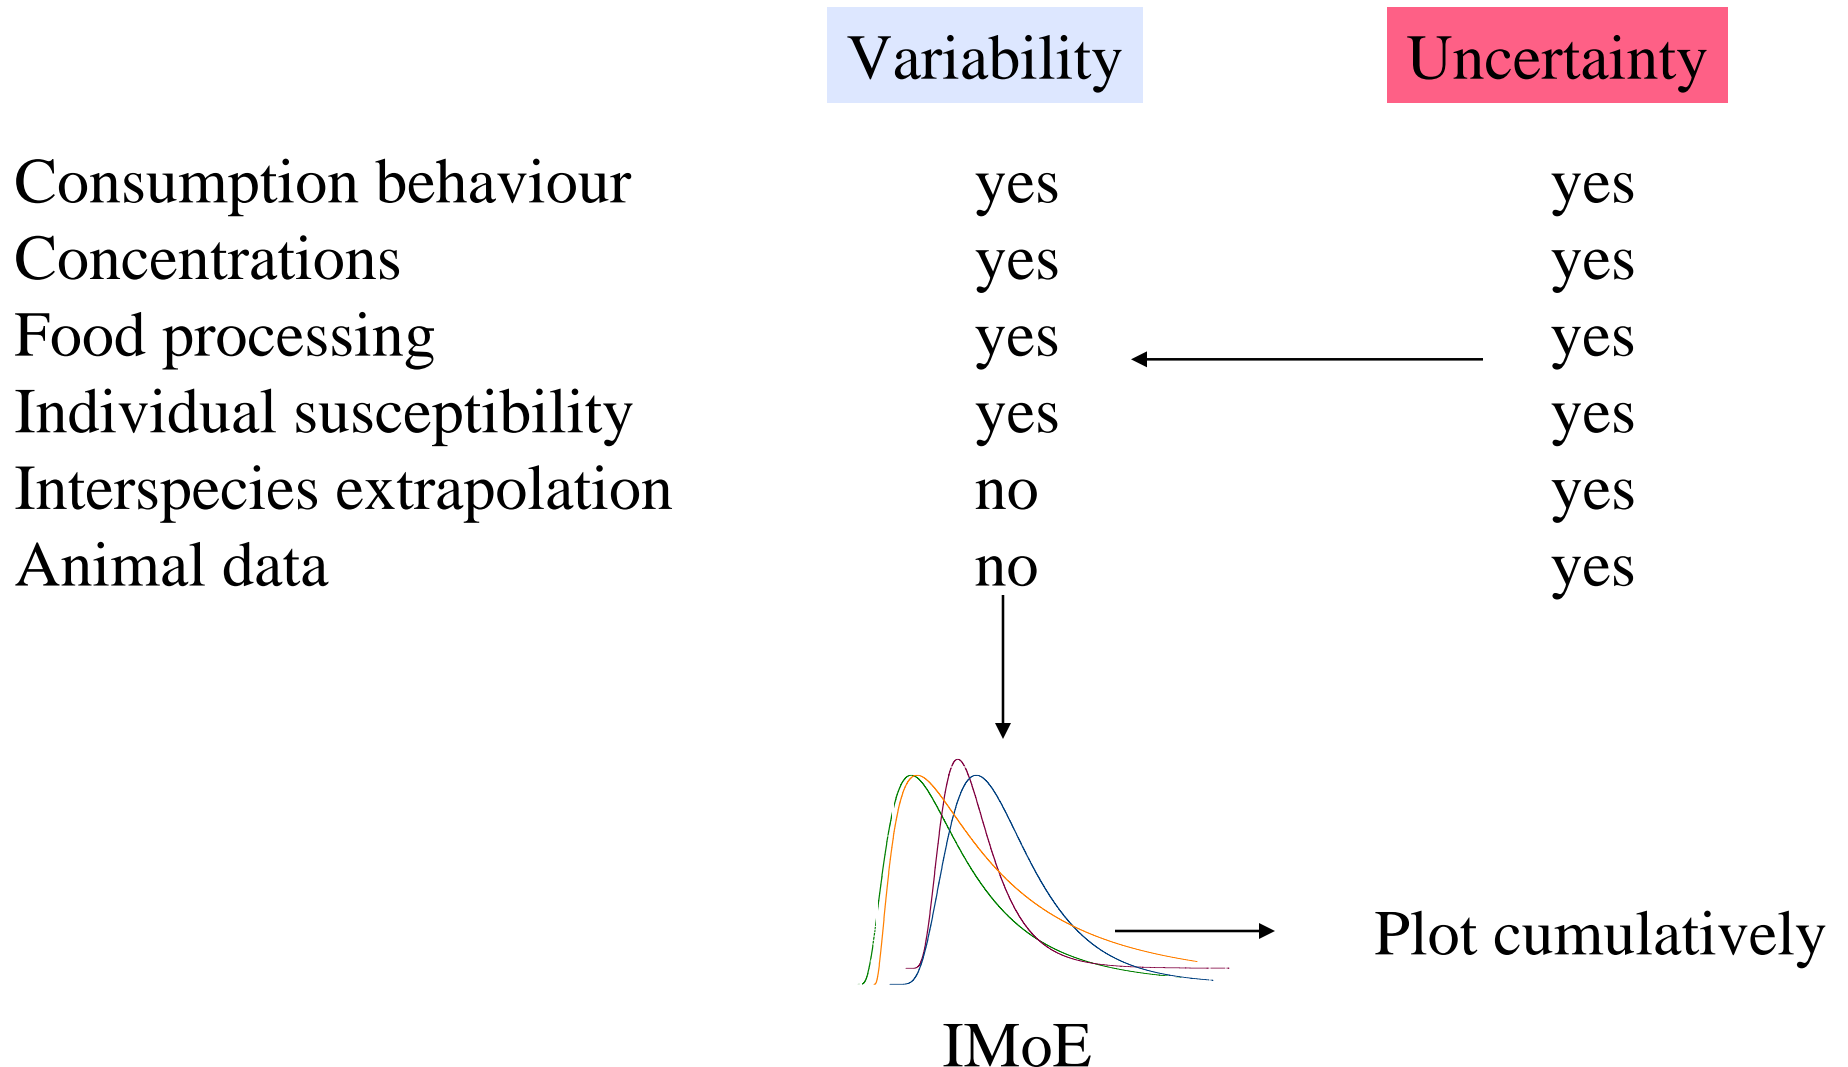 Variability Uncertainty
Consumption behaviour yes yes
Concentrations yes yes
Food processing yes yes
Individual susceptibility yes yes
Interspecies extrapolation no yes
Animal data no yes
Plot cumulatively
IMoE